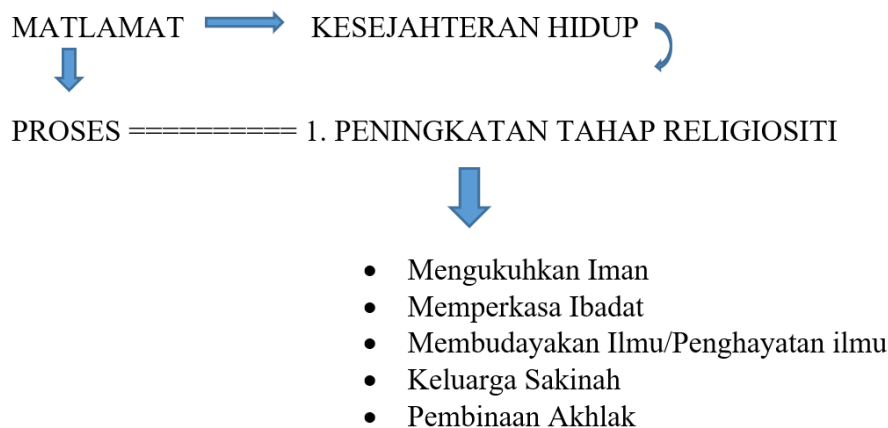 MATLAMAT KESEJAHTERAN HIDUP
PROSES ========== 1. PENINGKATAN TAHAP RELIGIOSITI
• Mengukuhkan Iman
• Memperkasa Ibadat
• Membudayakan Ilmu/Penghayatan ilmu
• Keluarga Sakinah
• Pembinaan Akhlak